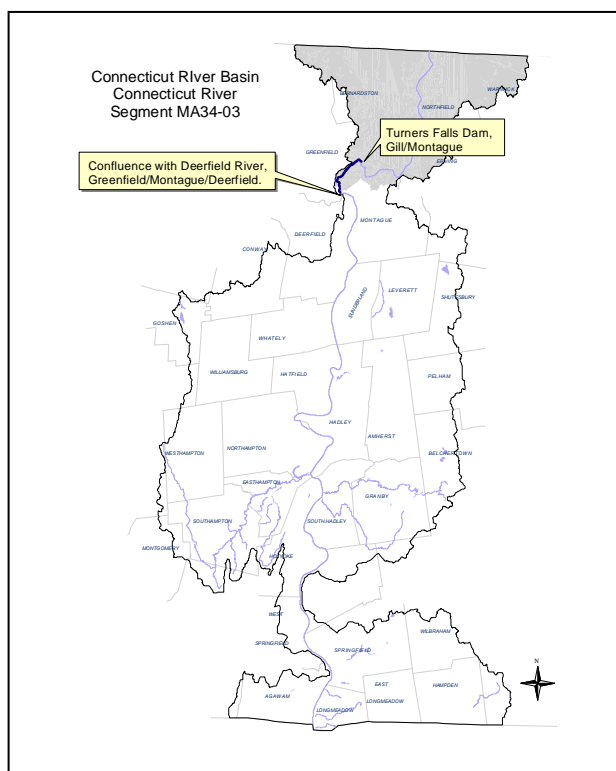 Connecticut RIver Basin
Connecticut River
Segment MA34-03
Turners Falls Dam,
Gill/Montague
Confluence with Deerfield River,
Greenfield/Montague/Deerfield.
BERNARDSTON
WARWICK
NORTHFIELD
GREENFIELD
ERVING
MONTAGUE
DEERFIELD
CONWAY
SUNDERLAND
LEVERETT
SHUTESBURY
GOSHEN
WHATELY
WILLIAMSBURG
HATFIELD
PELHAM
HADLEY
AMHERST
WESTHAMPTON
NORTHAMPTON
BELCHERTOWN
EASTHAMPTON
GRANBY
SOUTHAMPTON
SOUTH HADLEY
MONTGOMERY
HOLYOKE
WEST
SPRINGFIELD
WILBRAHAM
SPRINGFIELD
AGAWAM
EAST
LONGMEADOW
HAMPDEN
LONGMEADOW
N